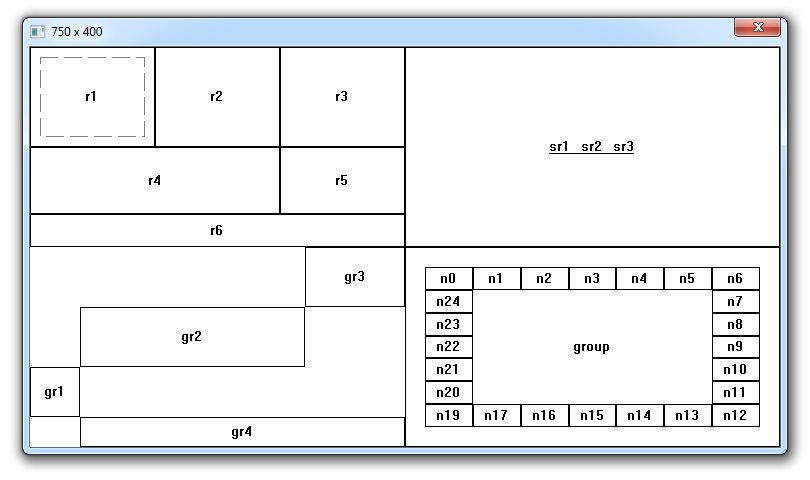 750 x 400
r1 r2 r3
r4 r5
r6
sr1 sr2 sr3
gr3
gr2
gr1
gr4
n0 n1 n2 n3 n4 n5 n6
n24 n7
n23 n8
n22 group n9
n21 n10
n20 n11
n19 n17 n16 n15 n14 n13 n12